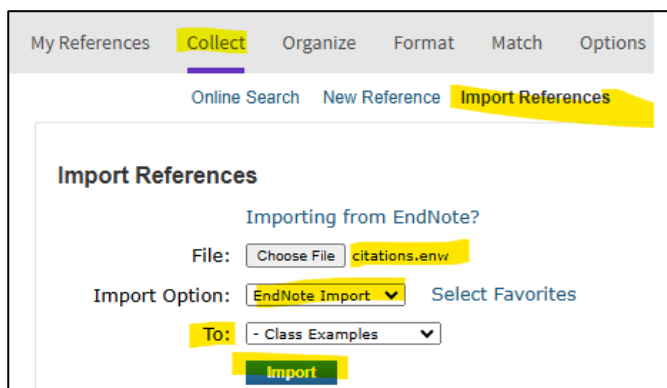 My References Collect Organize Format Match Options
Online Search New Reference Import References
Import References
Importing from EndNote?
File: Choose File citations.enw
Import Option: EndNote Import Select Favorites
To: - Class Examples
Import